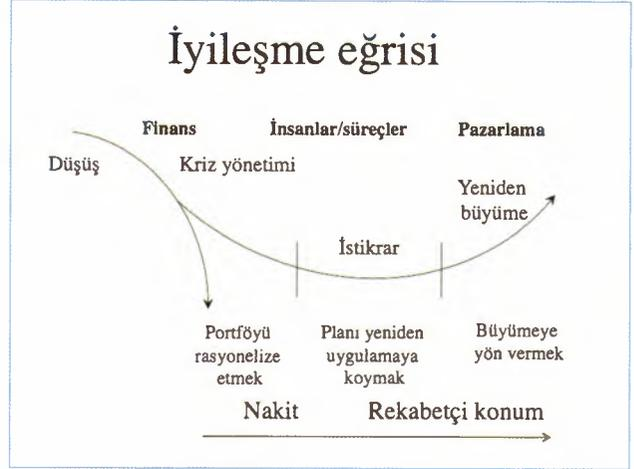 İyileşme eğrisi
Finans İnsanlar/süreçler Pazarlama
Düşüş Kriz yönetimi
Yeniden
büyüme
İstikrar
Portföyü
rasyonelize
etmek
Planı yeniden
uygulamaya
koymak
Büyümeye
yön vermek
Nakit Rekabetçi konum